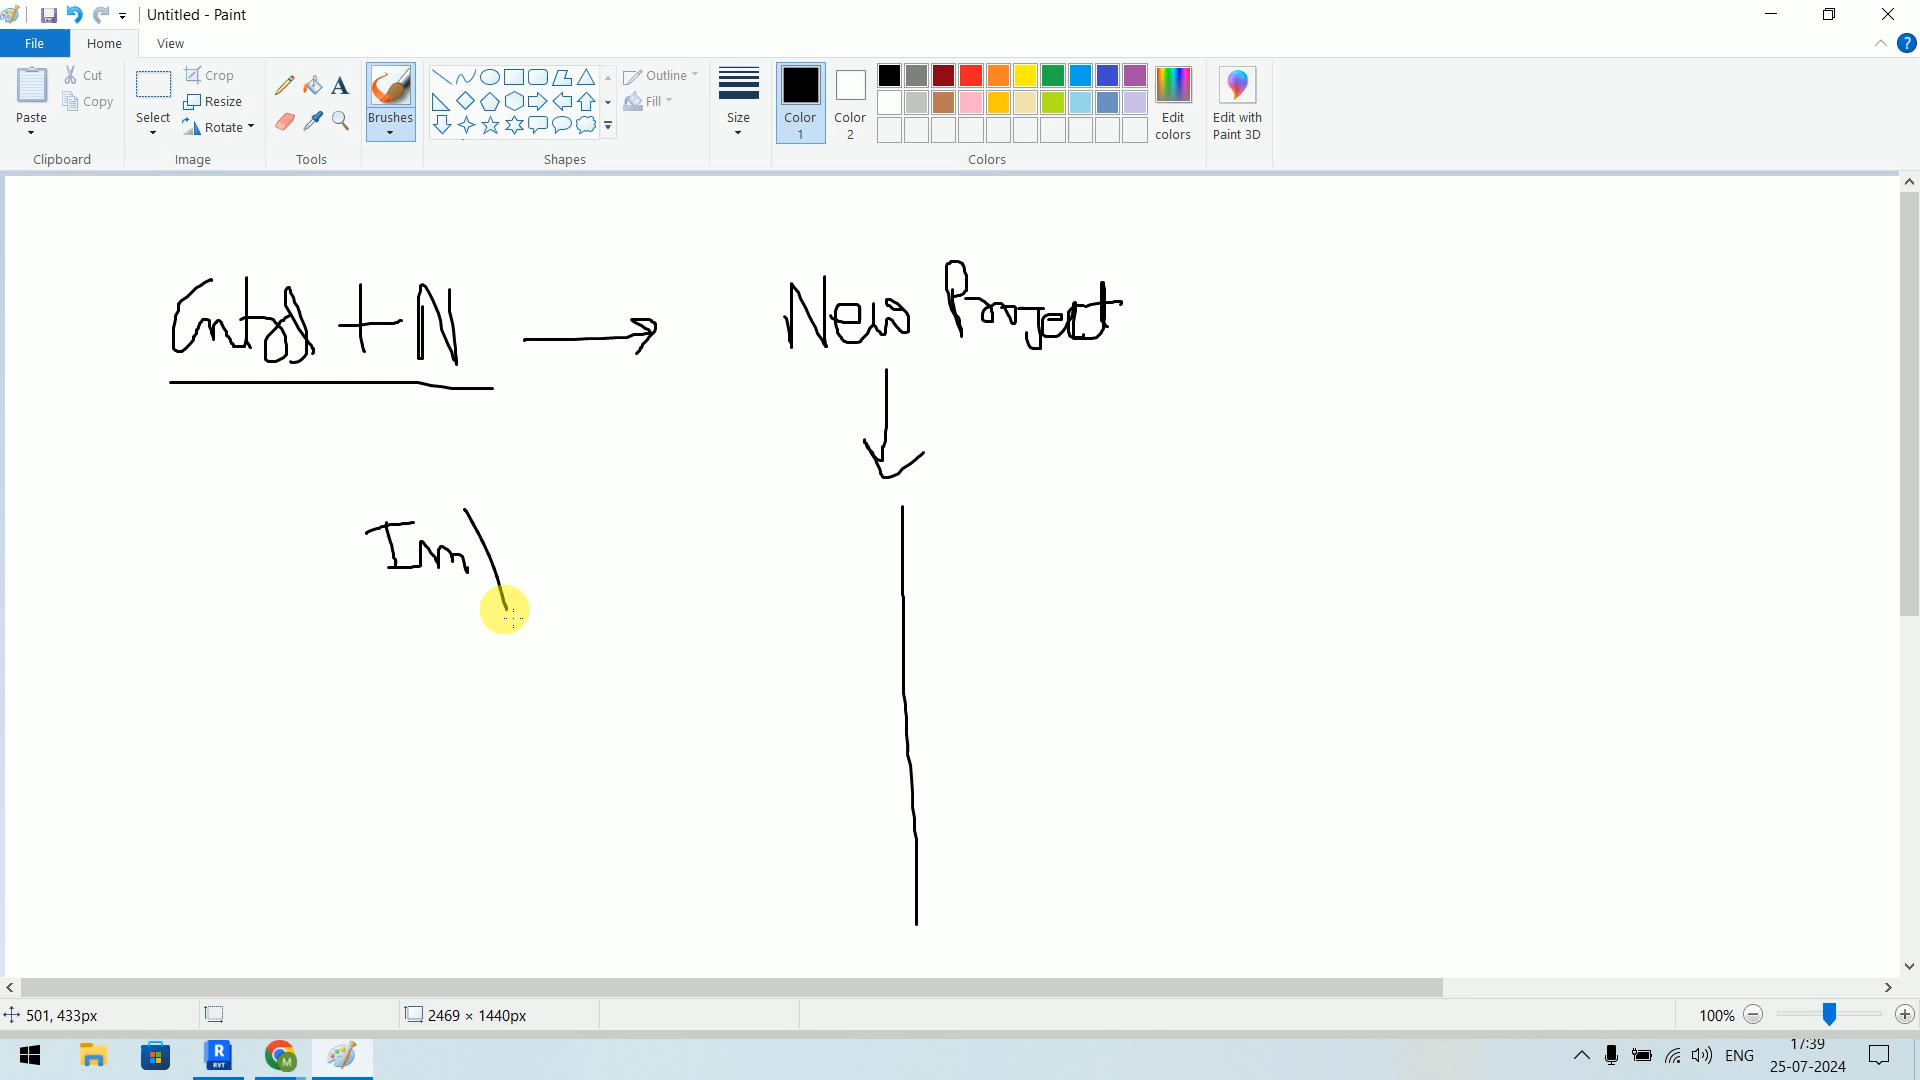 Untitled - Paint
File
Home
View
Paste
Cut
Copy
Clipboard
Select
Crop
Resize
Rotate
Image
Tools
Brushes
Shapes
Outline
Fill
Size
Color 1
Color 2
Colors
Edit colors
Edit with Paint 3D
+ N → New Project
Im
501, 433px
2469 × 1440px
100%
R
RVT
M
ENG
17:39
25-07-2024